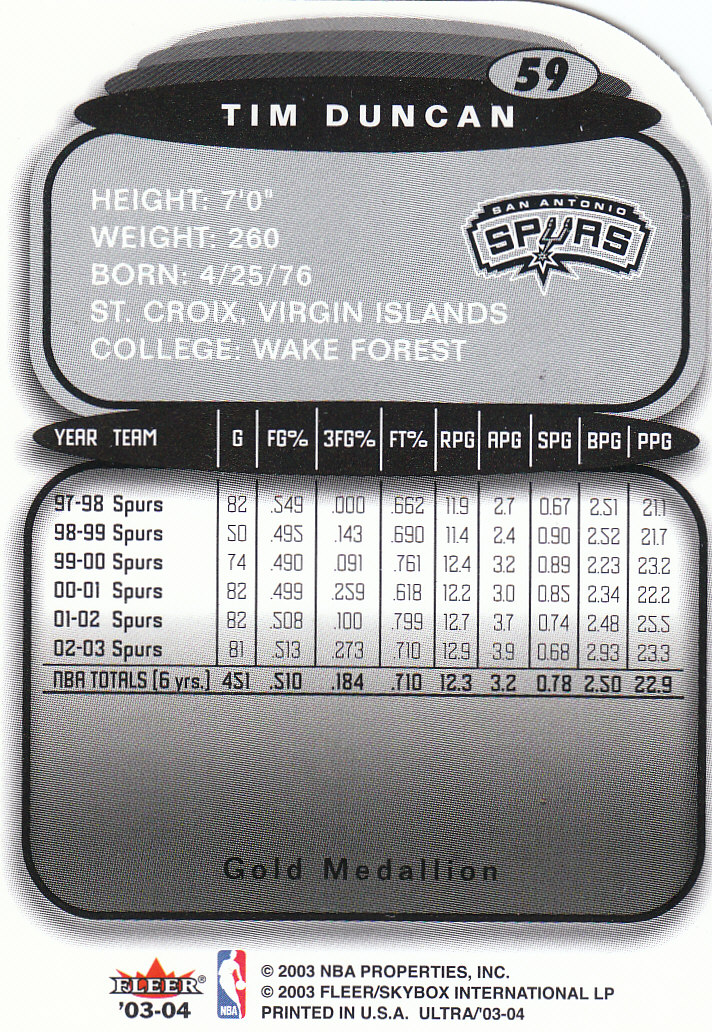 59
TIM DUNCAN
HEIGHT: 7'0"
WEIGHT: 260
BORN: 4/25/76
ST. CROIX, VIRGIN ISLANDS
COLLEGE: WAKE FOREST
SAN ANTONIO
SPURS
YEAR TEAM G FG% 3FG% FT% RPG APG SPG BPG PPG
97-98 Spurs 82 .549 .000 .662 11.9 2.7 0.67 2.51 21.1
98-99 Spurs 50 .495 .143 .690 11.4 2.4 0.90 2.52 21.7
99-00 Spurs 74 .490 .091 .761 12.4 3.2 0.89 2.23 23.2
00-01 Spurs 82 .499 .259 .618 12.2 3.0 0.85 2.34 22.2
01-02 Spurs 82 .508 .100 .799 12.7 3.7 0.74 2.48 25.5
02-03 Spurs 81 .513 .273 .710 12.9 3.9 0.68 2.93 23.3
NBA TOTALS (6 yrs.) 451 .510 .184 .710 12.3 3.2 0.78 2.50 22.9
Gold Medallion
FLEER®
'03-04
NBA
© 2003 NBA PROPERTIES, INC.
© 2003 FLEER/SKYBOX INTERNATIONAL LP
PRINTED IN U.S.A. ULTRA/'03-04